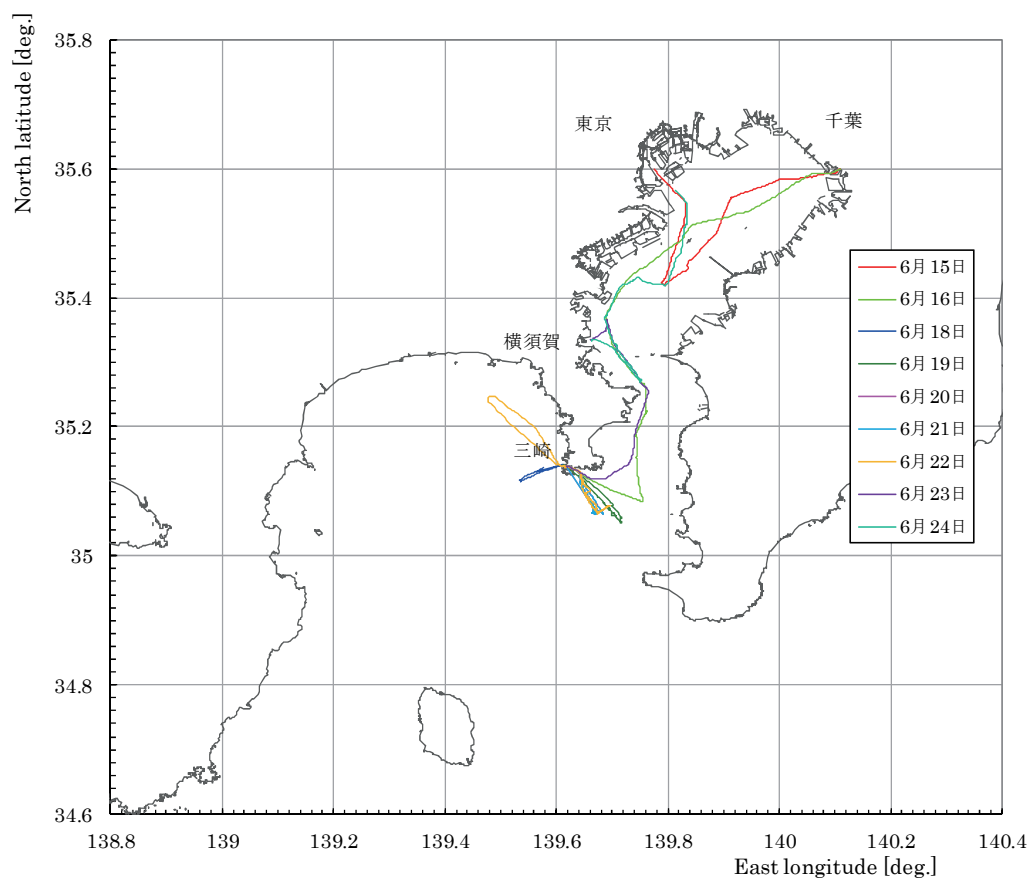 North latitude [deg.]
35.8
35.6
35.4
35.2
35
34.8
34.6
東京
千葉
横須賀
三崎
6月15日
6月16日
6月18日
6月19日
6月20日
6月21日
6月22日
6月23日
6月24日
138.8 139 139.2 139.4 139.6 139.8 140 140.2 140.4
East longitude [deg.]